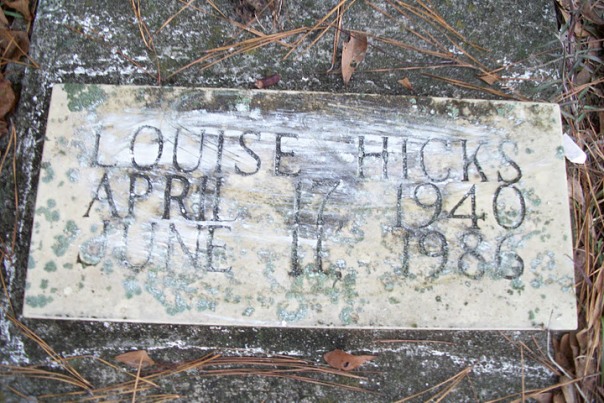 LOUISE HICKS
APRIL 17, 1940
JUNE 11, 1986